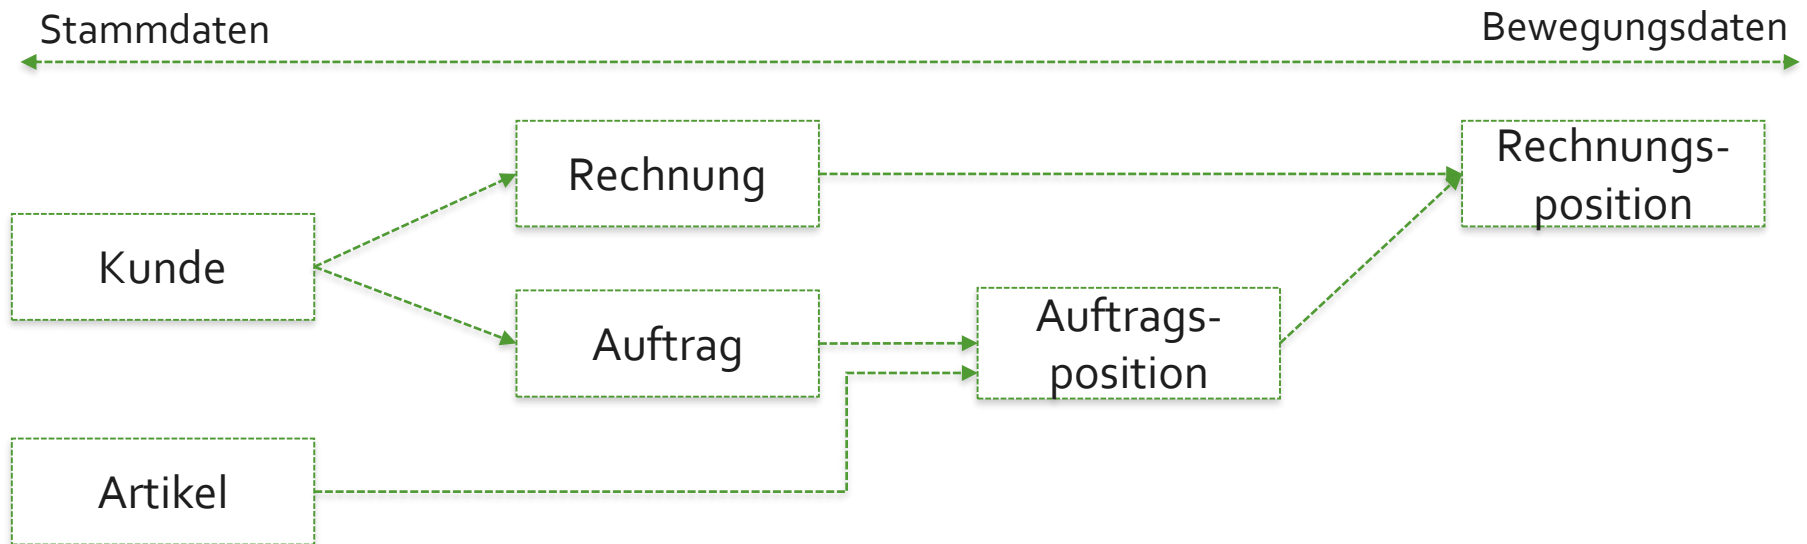 Stammdaten
Bewegungsdaten
Rechnung
Rechnungs-
position
Kunde
Auftrag
Auftrags-
position
Artikel